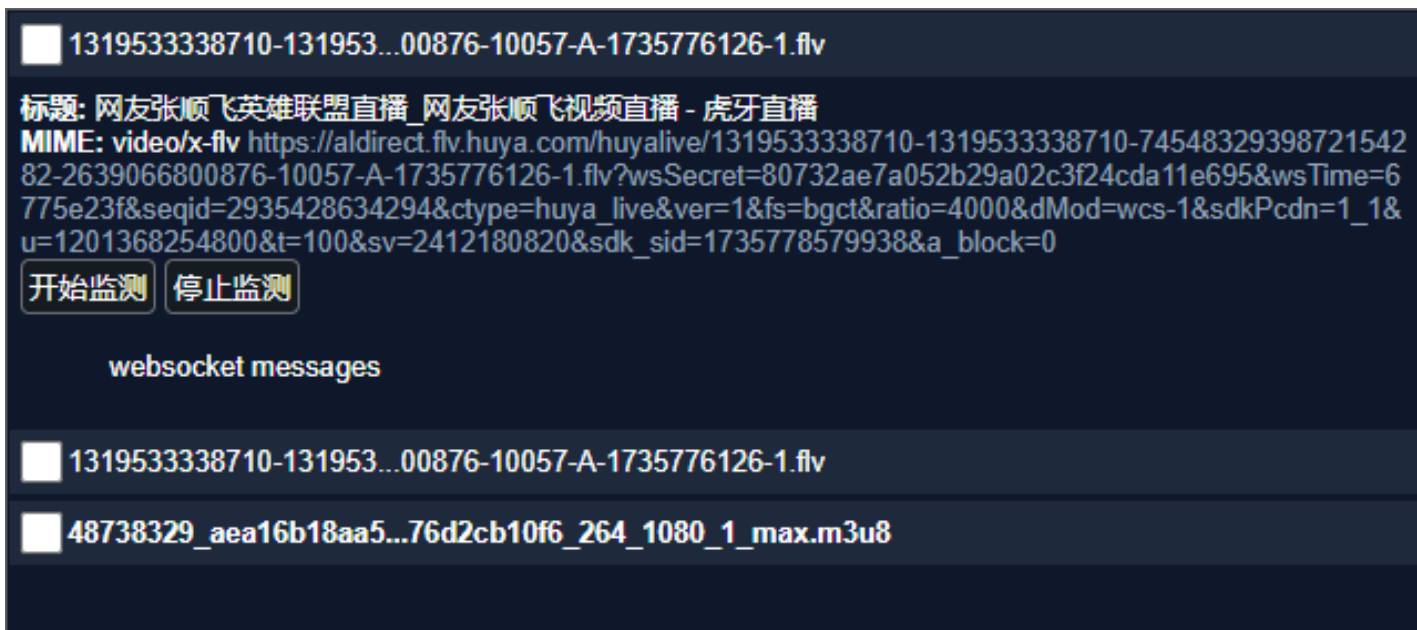 1319533338710-131953...00876-10057-A-1735776126-1.flv
标题: 网友张顺飞英雄联盟直播_网友张顺飞视频直播 - 虎牙直播
MIME: video/x-flv https://aldirect.flv.huya.com/huyalive/1319533338710-1319533338710-74548329398721542
82-2639066800876-10057-A-1735776126-1.flv?wsSecret=80732ae7a052b29a02c3f24cda11e695&wsTime=6
775e23f&seqid=2935428634294&ctype=huya_live&ver=1&fs=bgct&ratio=4000&dMod=wcs-1&sdkPcdn=1_1&
u=1201368254800&t=100&sv=2412180820&sdk_sid=1735778579938&a_block=0
开始监测 停止监测
websocket messages
1319533338710-131953...00876-10057-A-1735776126-1.flv
48738329_aea16b18aa5...76d2cb10f6_264_1080_1_max.m3u8